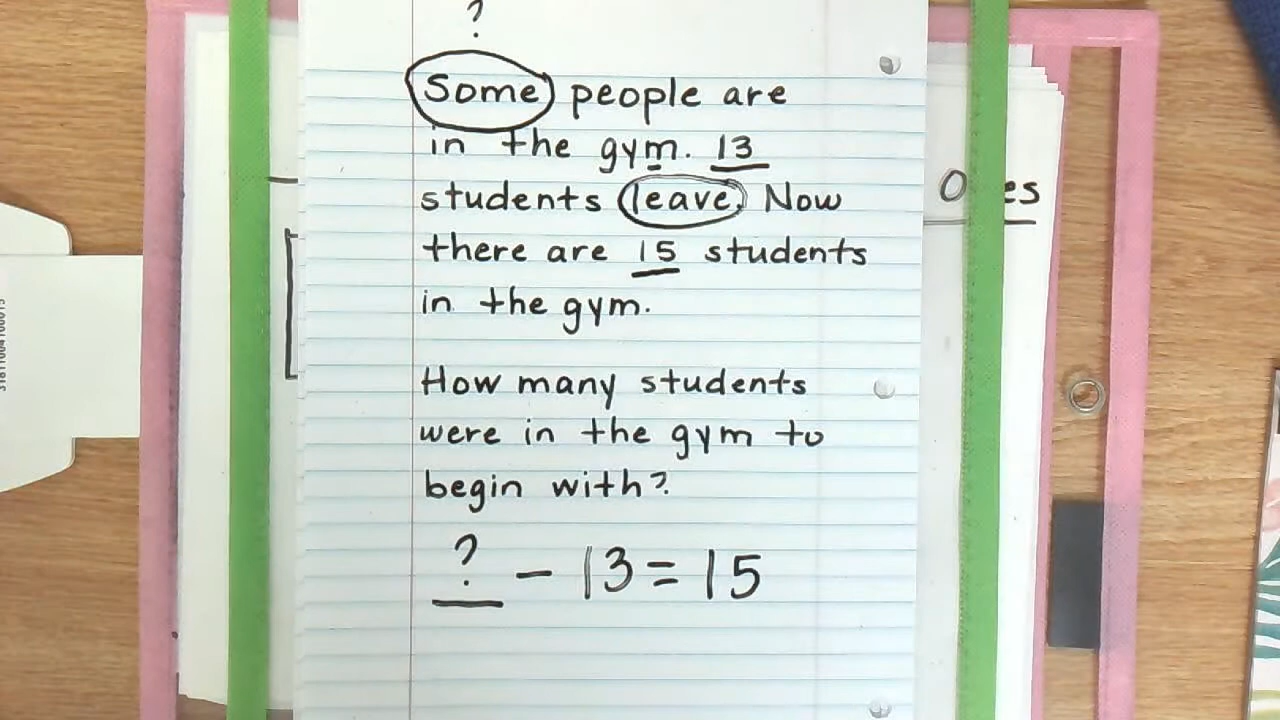 ?
Some people are
in the gym. 13
students leave. Now
there are 15 students
in the gym.
How many students
were in the gym to
begin with?
? - 13 = 15